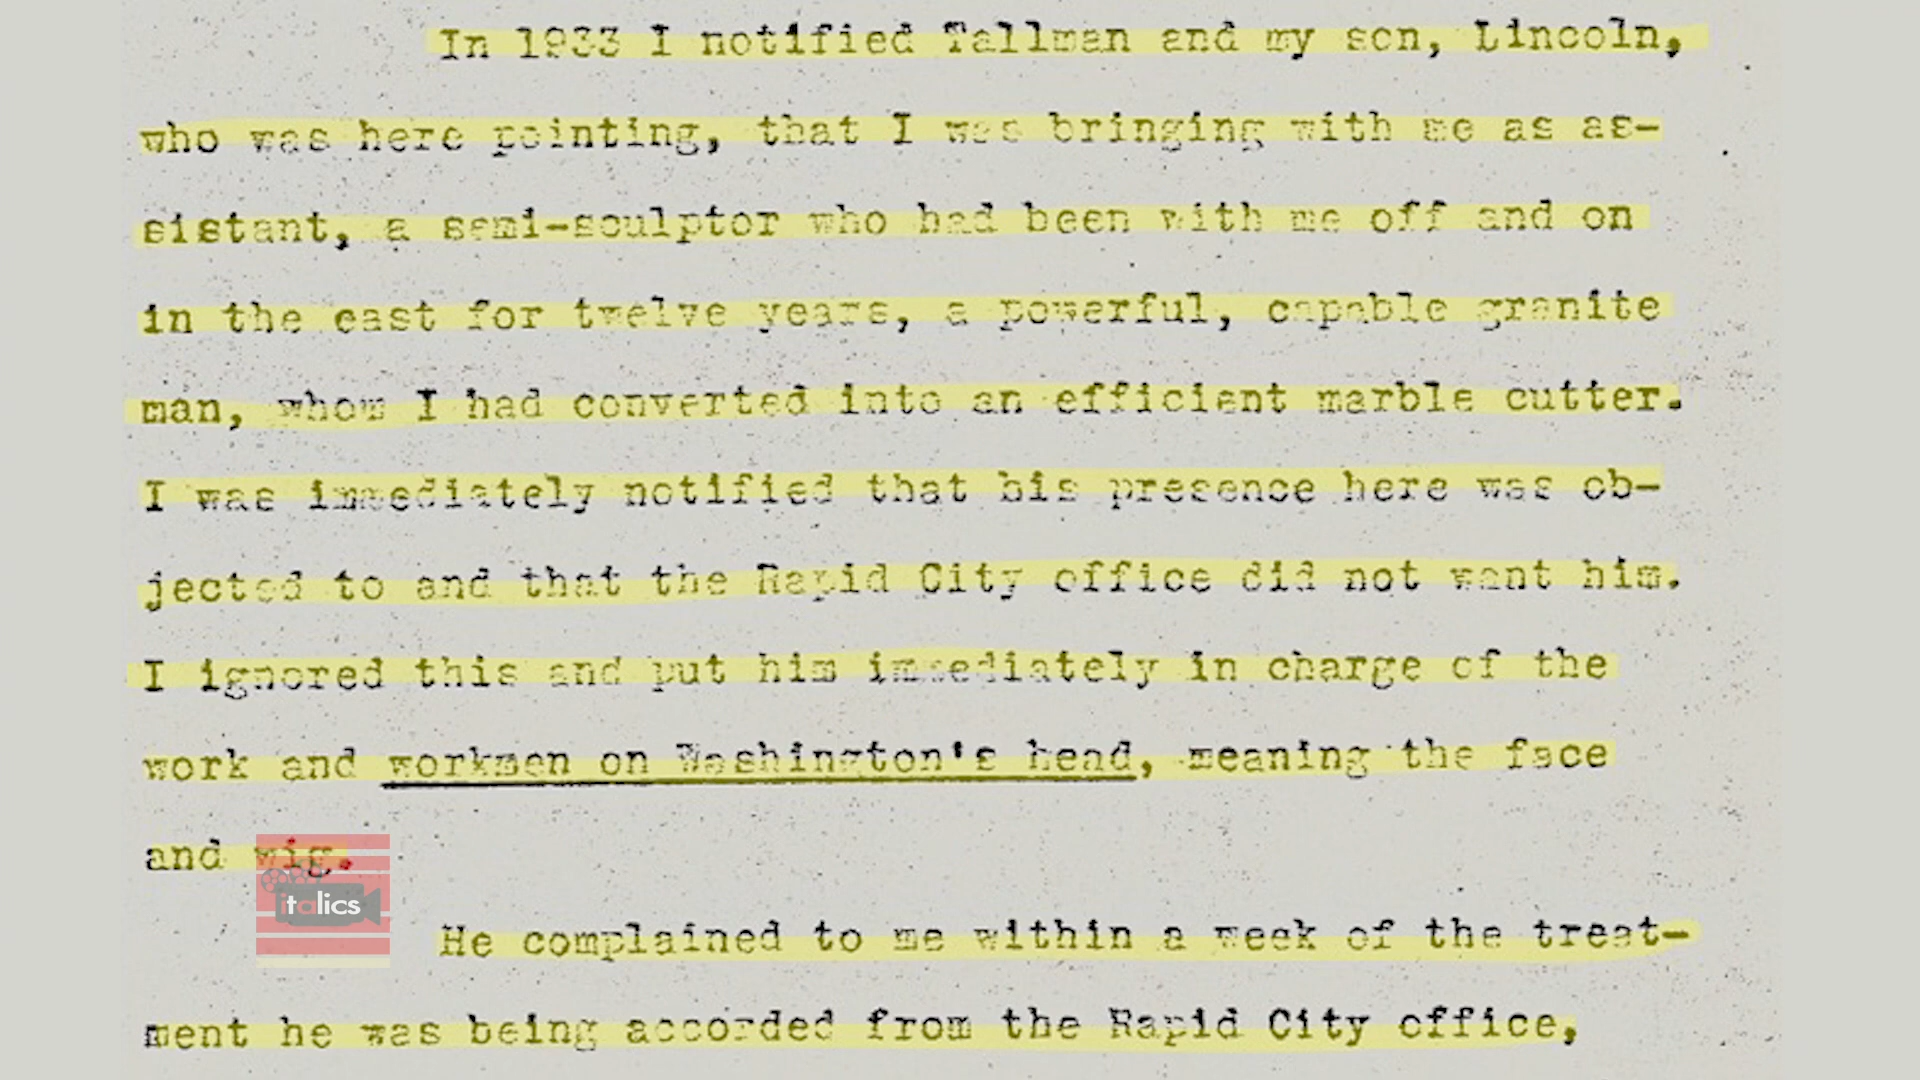 In 1933 I notified Tallman and my son, Lincoln,
who was here pointing, that I was bringing with me as as-
sistant, a semi-sculptor who had been with me off and on
in the east for twelve years, a powerful, capable granite
man, whom I had converted into an efficient marble cutter.
I was immediately notified that his presence here was ob-
jected to and that the Rapid City office did not want him.
I ignored this and put him immediately in charge of the
work and workmen on Washington's head, meaning the face
and wig.
italics
He complained to me within a week of the treat-
ment he was being accorded from the Rapid City office,